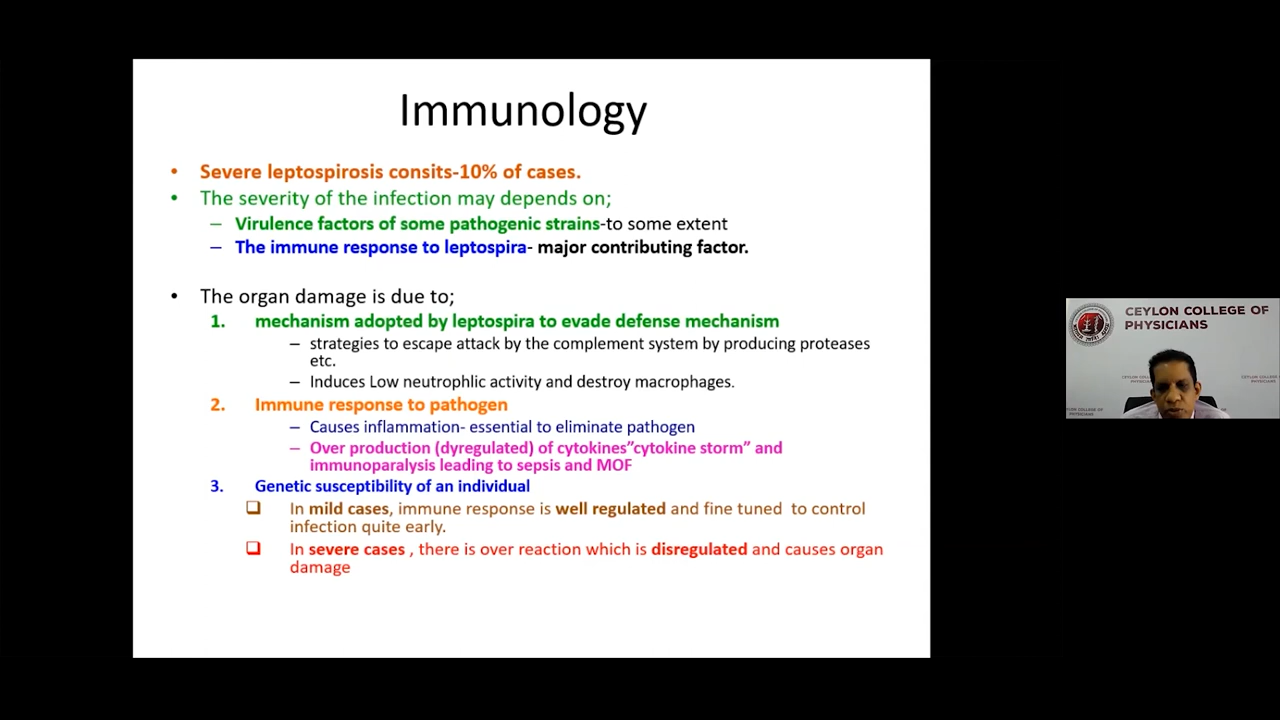 Immunology
• Severe leptospirosis consits-10% of cases.
• The severity of the infection may depends on;
– Virulence factors of some pathogenic strains-to some extent
– The immune response to leptospira- major contributing factor.
• The organ damage is due to;
1. mechanism adopted by leptospira to evade defense mechanism
– strategies to escape attack by the complement system by producing proteases
etc.
– Induces Low neutrophlic activity and destroy macrophages.
2. Immune response to pathogen
– Causes inflammation- essential to eliminate pathogen
– Over production (dyregulated) of cytokines”cytokine storm” and
immunoparalysis leading to sepsis and MOF
3. Genetic susceptibility of an individual
❑ In mild cases, immune response is well regulated and fine tuned to control
infection quite early.
❑ In severe cases , there is over reaction which is disregulated and causes organ
damage
CEYLON COLLEGE OF
PHYSICIANS